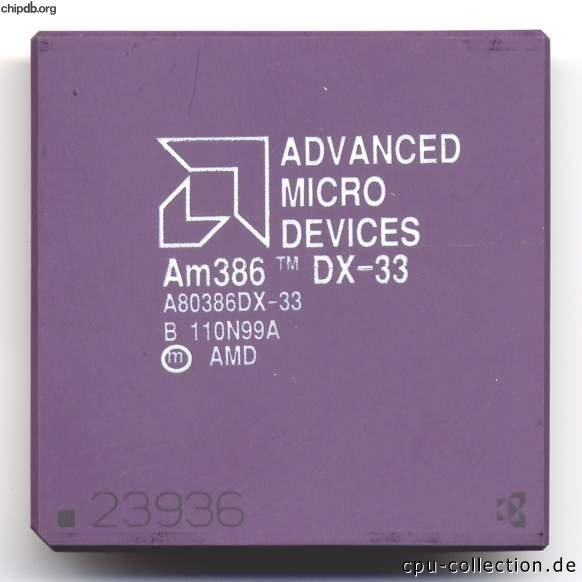 chipdb.org
ADVANCED
MICRO
DEVICES
Am386 ™ DX-33
A80386DX-33
B 110N99A
ⓜ AMD
23936
cpu-collection.de